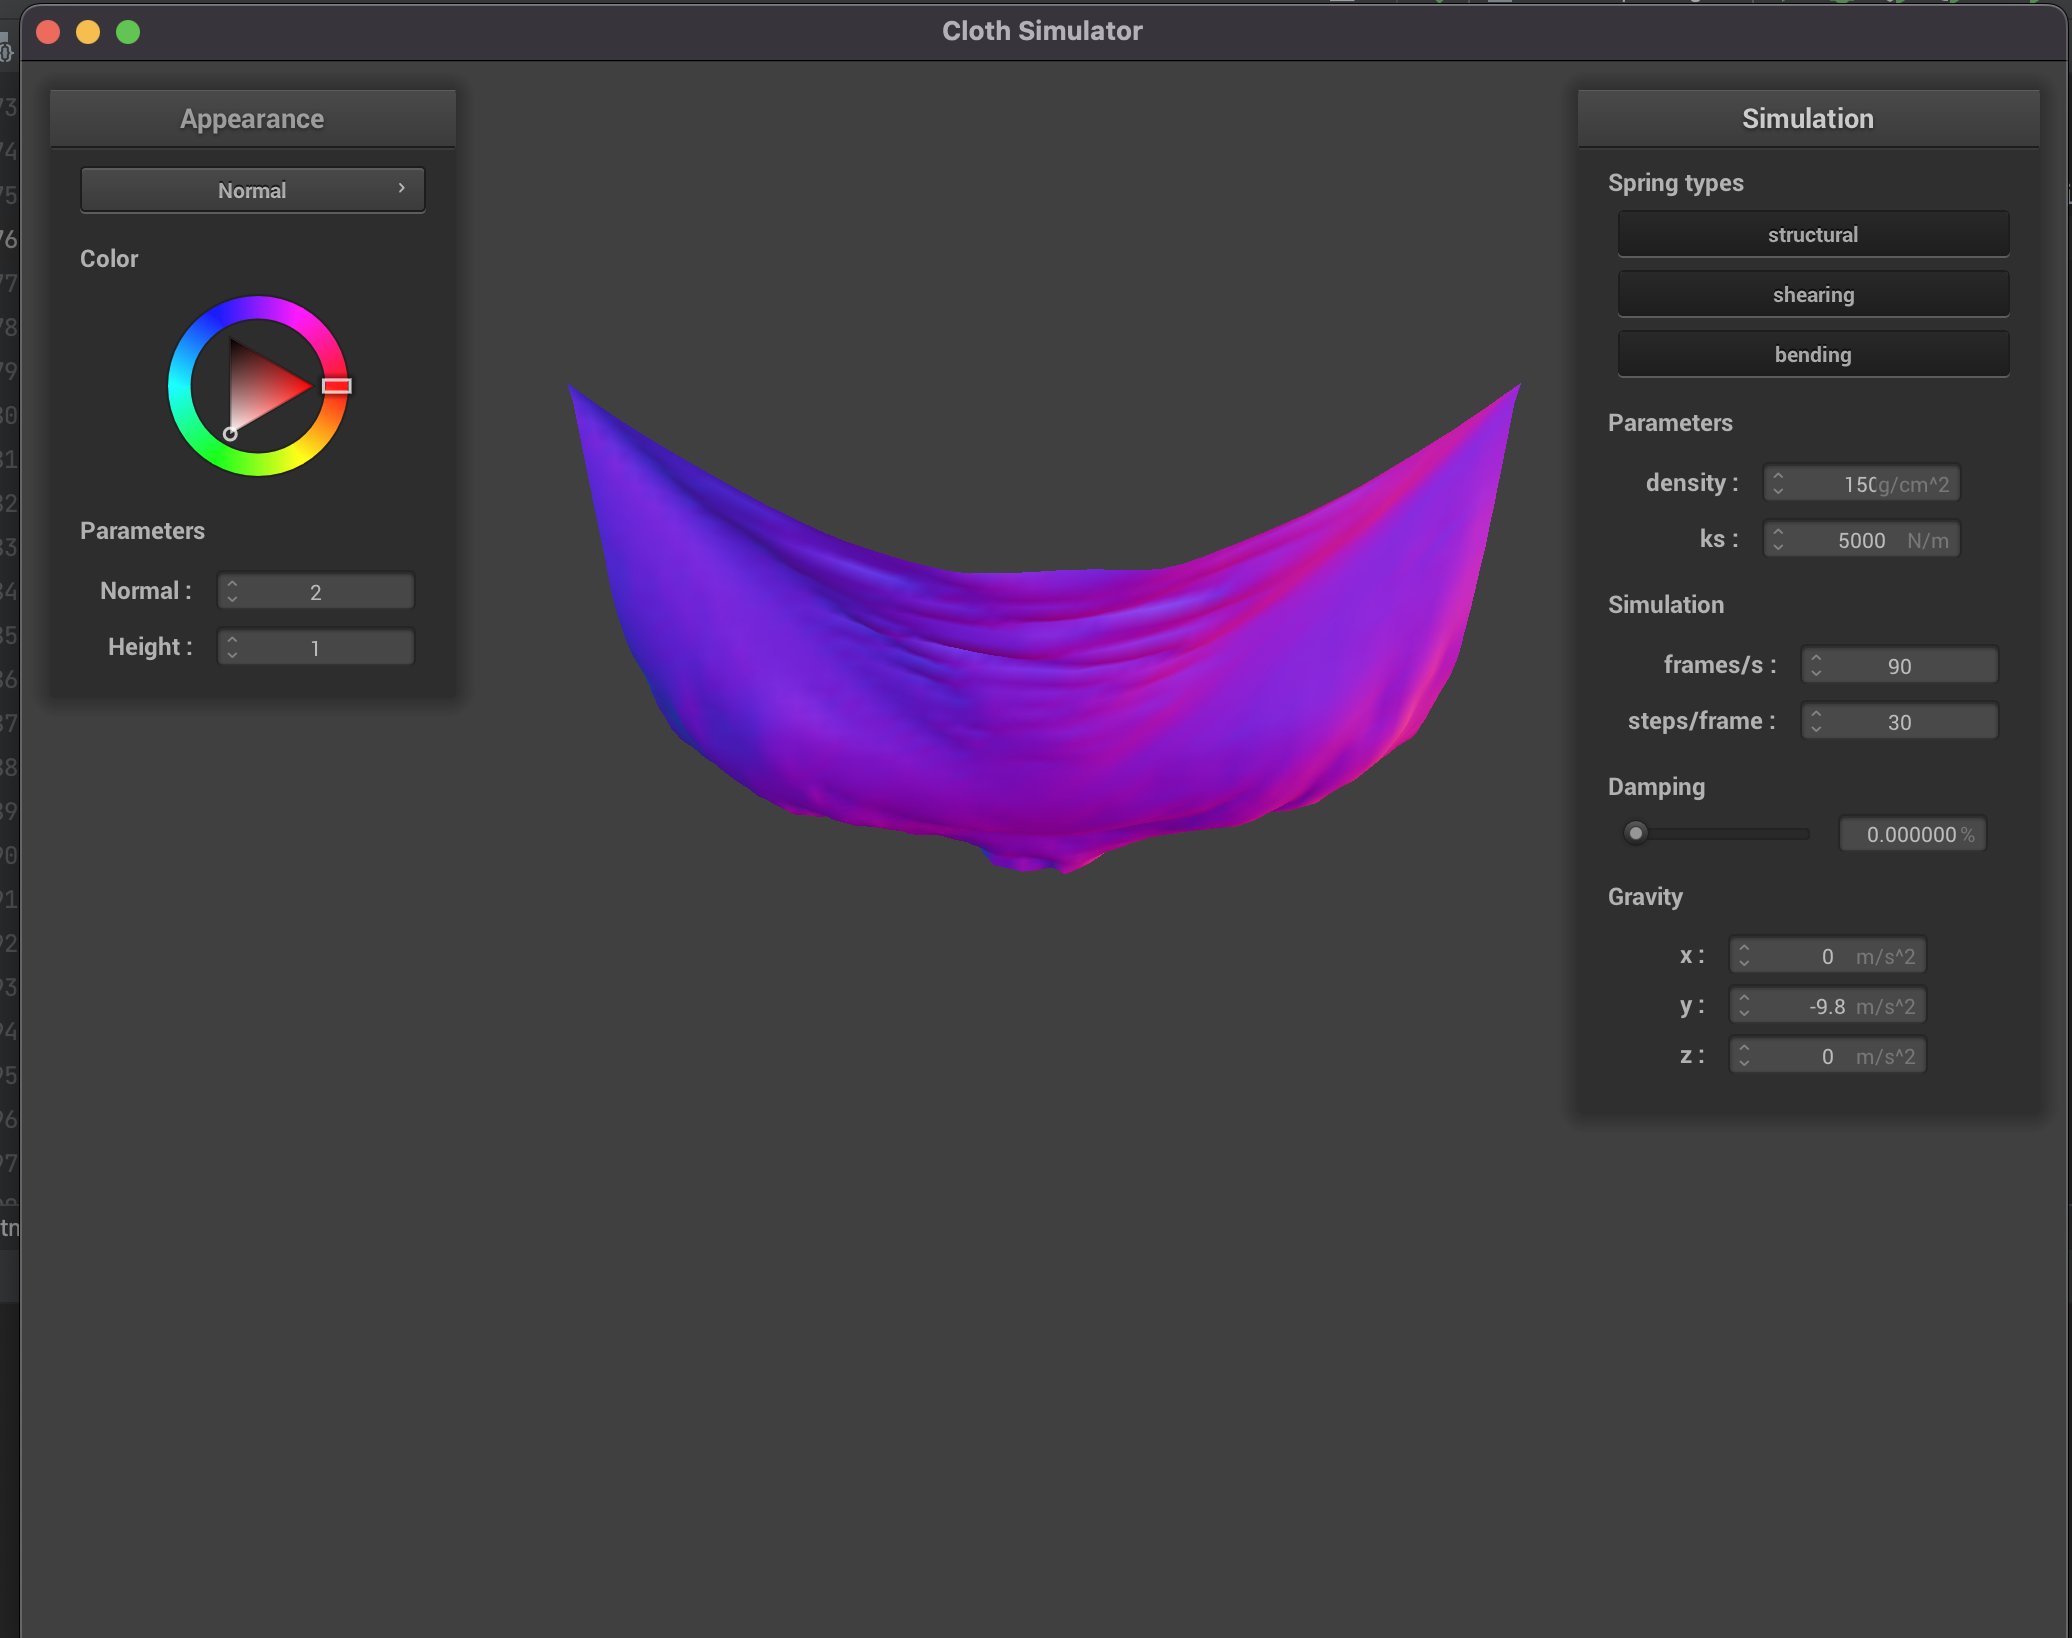 Cloth Simulator
Appearance
Normal
Color
Parameters
Normal : 2
Height : 1
Simulation
Spring types
structural
shearing
bending
Parameters
density : 150 g/cm^2
ks : 5000 N/m
Simulation
frames/s : 90
steps/frame : 30
Damping
0.000000 %
Gravity
x : 0 m/s^2
y : -9.8 m/s^2
z : 0 m/s^2